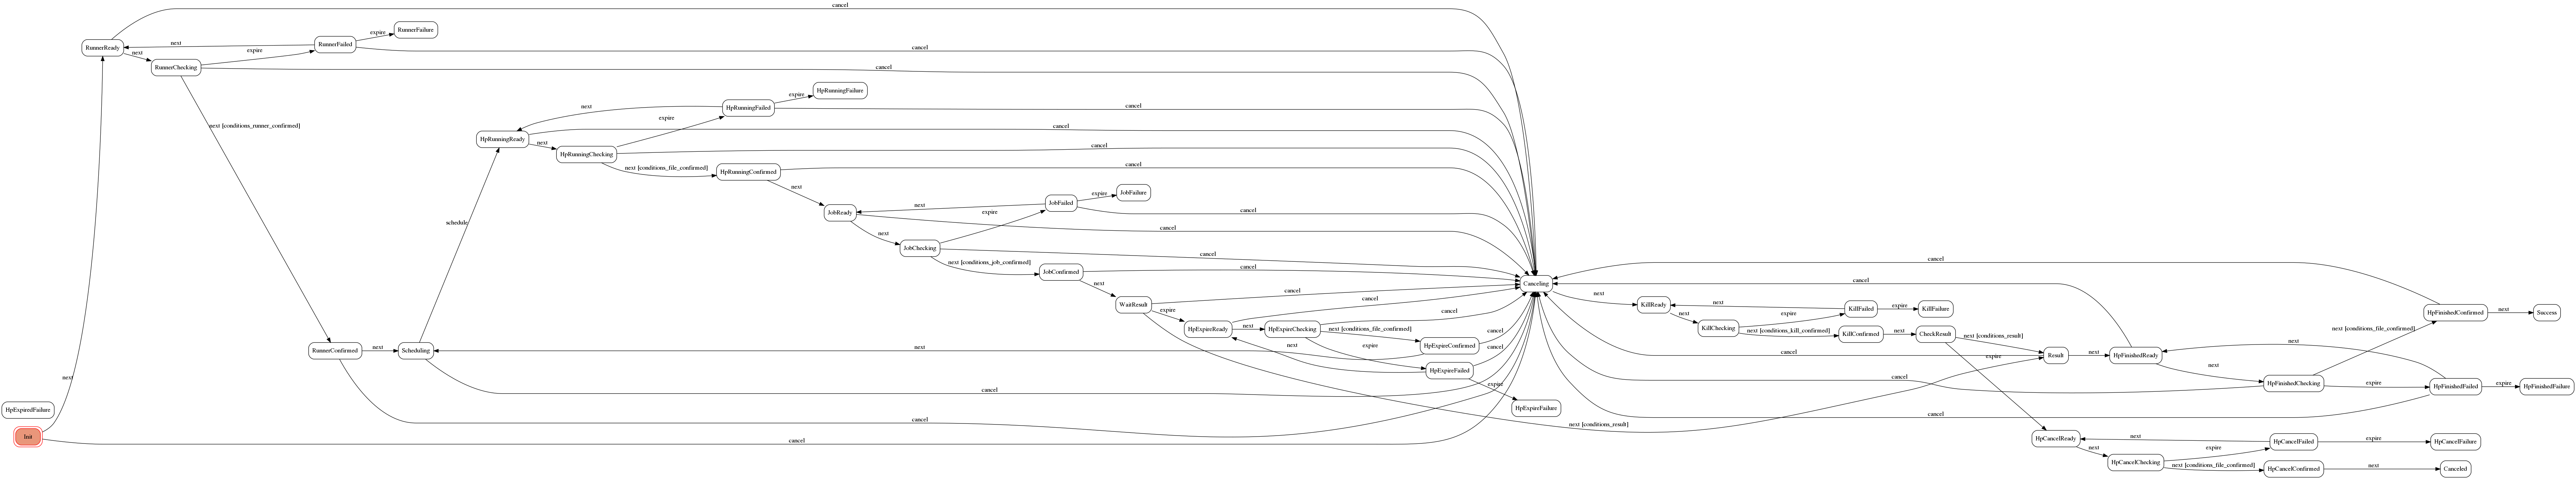 cancel
RunnerFailure
expire
RunnerFailed
next
RunnerReady
cancel
expire
next
RunnerChecking
cancel
HpRunningFailure
expire
HpRunningFailed
next
cancel
expire
next [conditions_runner_confirmed]
cancel
HpRunningReady
next
cancel
HpRunningChecking
cancel
next [conditions_file_confirmed]
HpRunningConfirmed
next
JobFailure
expire
JobFailed
next
cancel
expire
JobReady
schedule
cancel
next
JobChecking
cancel
next [conditions_job_confirmed]
cancel
JobConfirmed
next
cancel
WaitResult
expire
cancel
cancel
HpExpireReady
next
HpExpireChecking
next [conditions_file_confirmed]
cancel
HpExpireConfirmed
next
expire
cancel
HpExpireFailed
expire
HpExpireFailure
RunnerConfirmed
next
Scheduling
next
cancel
cancel
cancel
next
HpExpiredFailure
Init
next [conditions_result]
Canceling
next
KillReady
next
next
KillFailed
expire
KillFailure
expire
KillChecking
next [conditions_kill_confirmed]
KillConfirmed
next
CheckResult
next [conditions_result]
cancel
expire
Result
next
HpFinishedReady
cancel
cancel
HpFinishedConfirmed
next
Success
next [conditions_file_confirmed]
next
next
cancel
HpFinishedChecking
expire
HpFinishedFailed
expire
HpFinishedFailure
cancel
HpCancelReady
next
HpCancelFailed
expire
HpCancelFailure
next
expire
HpCancelChecking
next [conditions_file_confirmed]
HpCancelConfirmed
next
Canceled